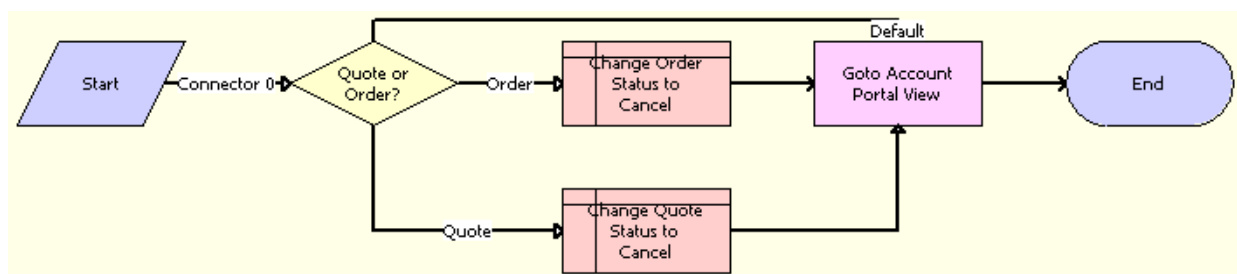 Default
Start
Connector 0
Quote or
Order?
Order
Change Order
Status to
Cancel
Goto Account
Portal View
End
Quote
Change Quote
Status to
Cancel